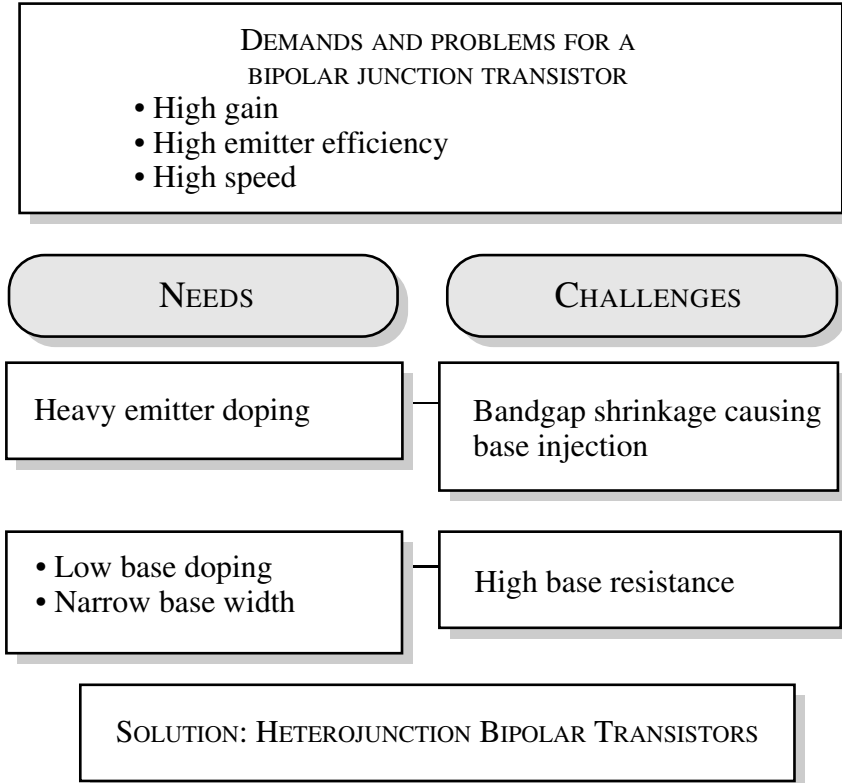 DEMANDS AND PROBLEMS FOR A
BIPOLAR JUNCTION TRANSISTOR
• High gain
• High emitter efficiency
• High speed
NEEDS
CHALLENGES
Heavy emitter doping
Bandgap shrinkage causing
base injection
• Low base doping
• Narrow base width
High base resistance
SOLUTION: HETEROJUNCTION BIPOLAR TRANSISTORS